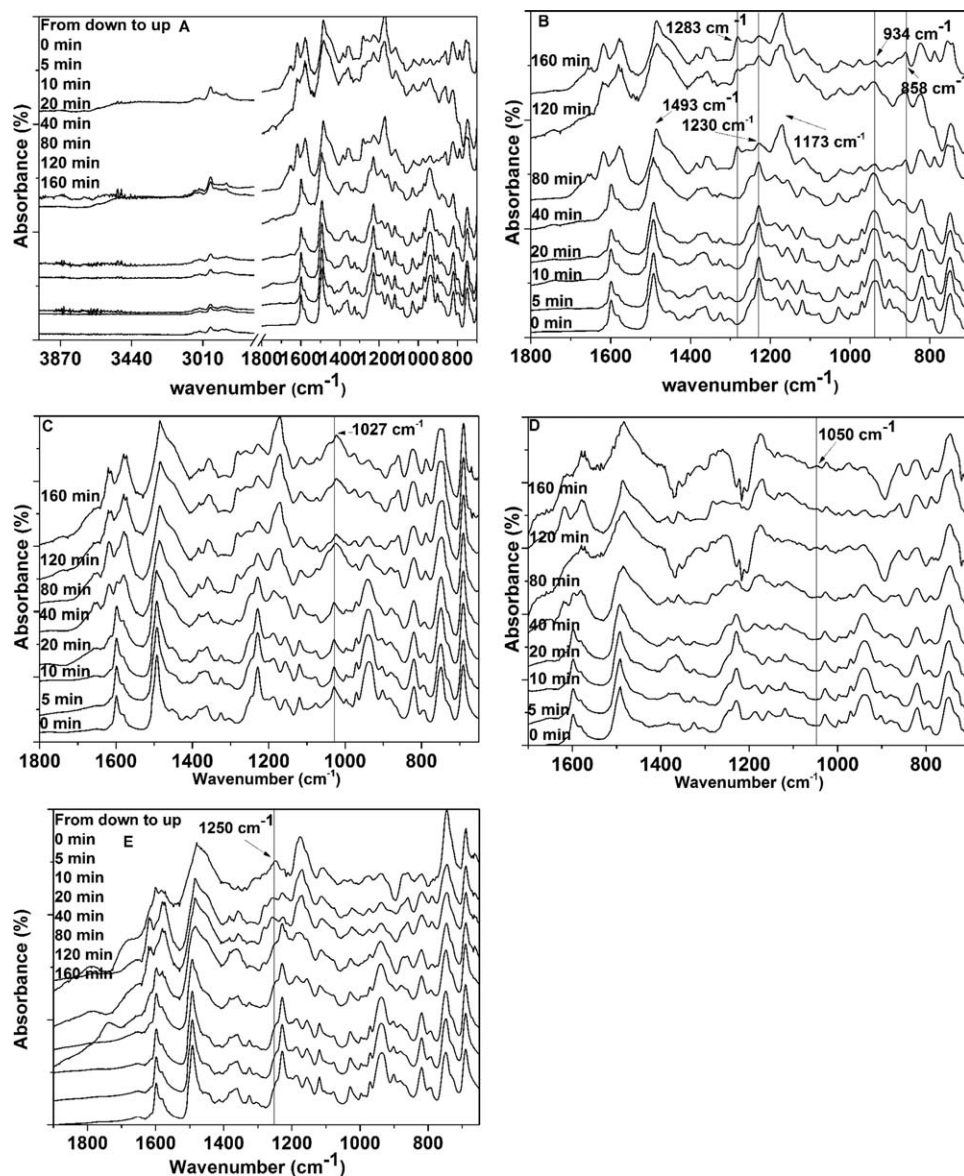 From down to up A
0 min
5 min
10 min
20 min
40 min
80 min
120 min
160 min
Absorbance (%)
3870 3440 3010 1800 1600 1500 1400 1300 1200 1100 1000 900 800 700
wavenumber (cm-1)
B
1283 cm-1
934 cm-1
160 min
858 cm-1
120 min
1493 cm-1
1230 cm-1
1173 cm-1
80 min
40 min
20 min
10 min
5 min
0 min
Absorbance (%)
1800 1600 1400 1200 1000 800
wavenumber (cm-1)
C
1027 cm-1
160 min
120 min
80 min
40 min
20 min
10 min
5 min
0 min
Absorbance (%)
1800 1600 1400 1200 1000 800
Wavenumber (cm-1)
D
1050 cm-1
160 min
120 min
80 min
40 min
20 min
10 min
5 min
0 min
Absorbance (%)
1600 1400 1200 1000 800
Wavenumber (cm-1)
From down to up
0 min
E
1250 cm-1
5 min
10 min
20 min
40 min
80 min
120 min
160 min
Absorbance (%)
1800 1600 1400 1200 1000 800
Wavenumber (cm-1)